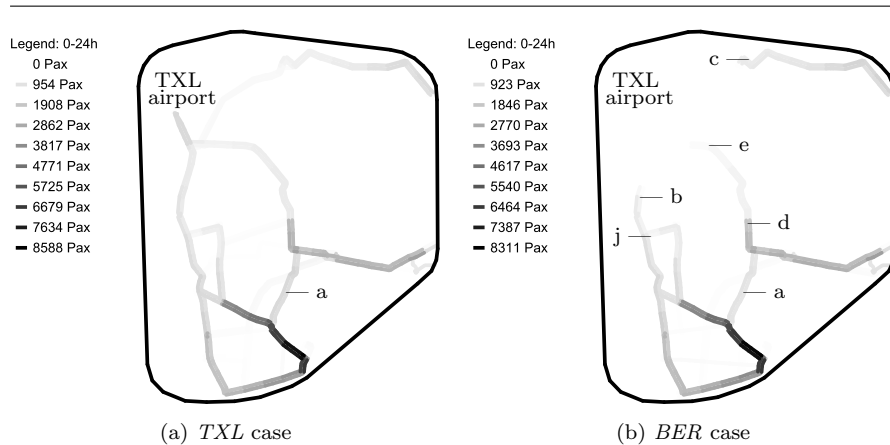 Legend: 0-24h
0 Pax
954 Pax
1908 Pax
2862 Pax
3817 Pax
4771 Pax
5725 Pax
6679 Pax
7634 Pax
8588 Pax
TXL
airport
a
(a) TXL case
Legend: 0-24h
0 Pax
923 Pax
1846 Pax
2770 Pax
3693 Pax
4617 Pax
5540 Pax
6464 Pax
7387 Pax
8311 Pax
c
TXL
airport
e
b
d
j
a
(b) BER case